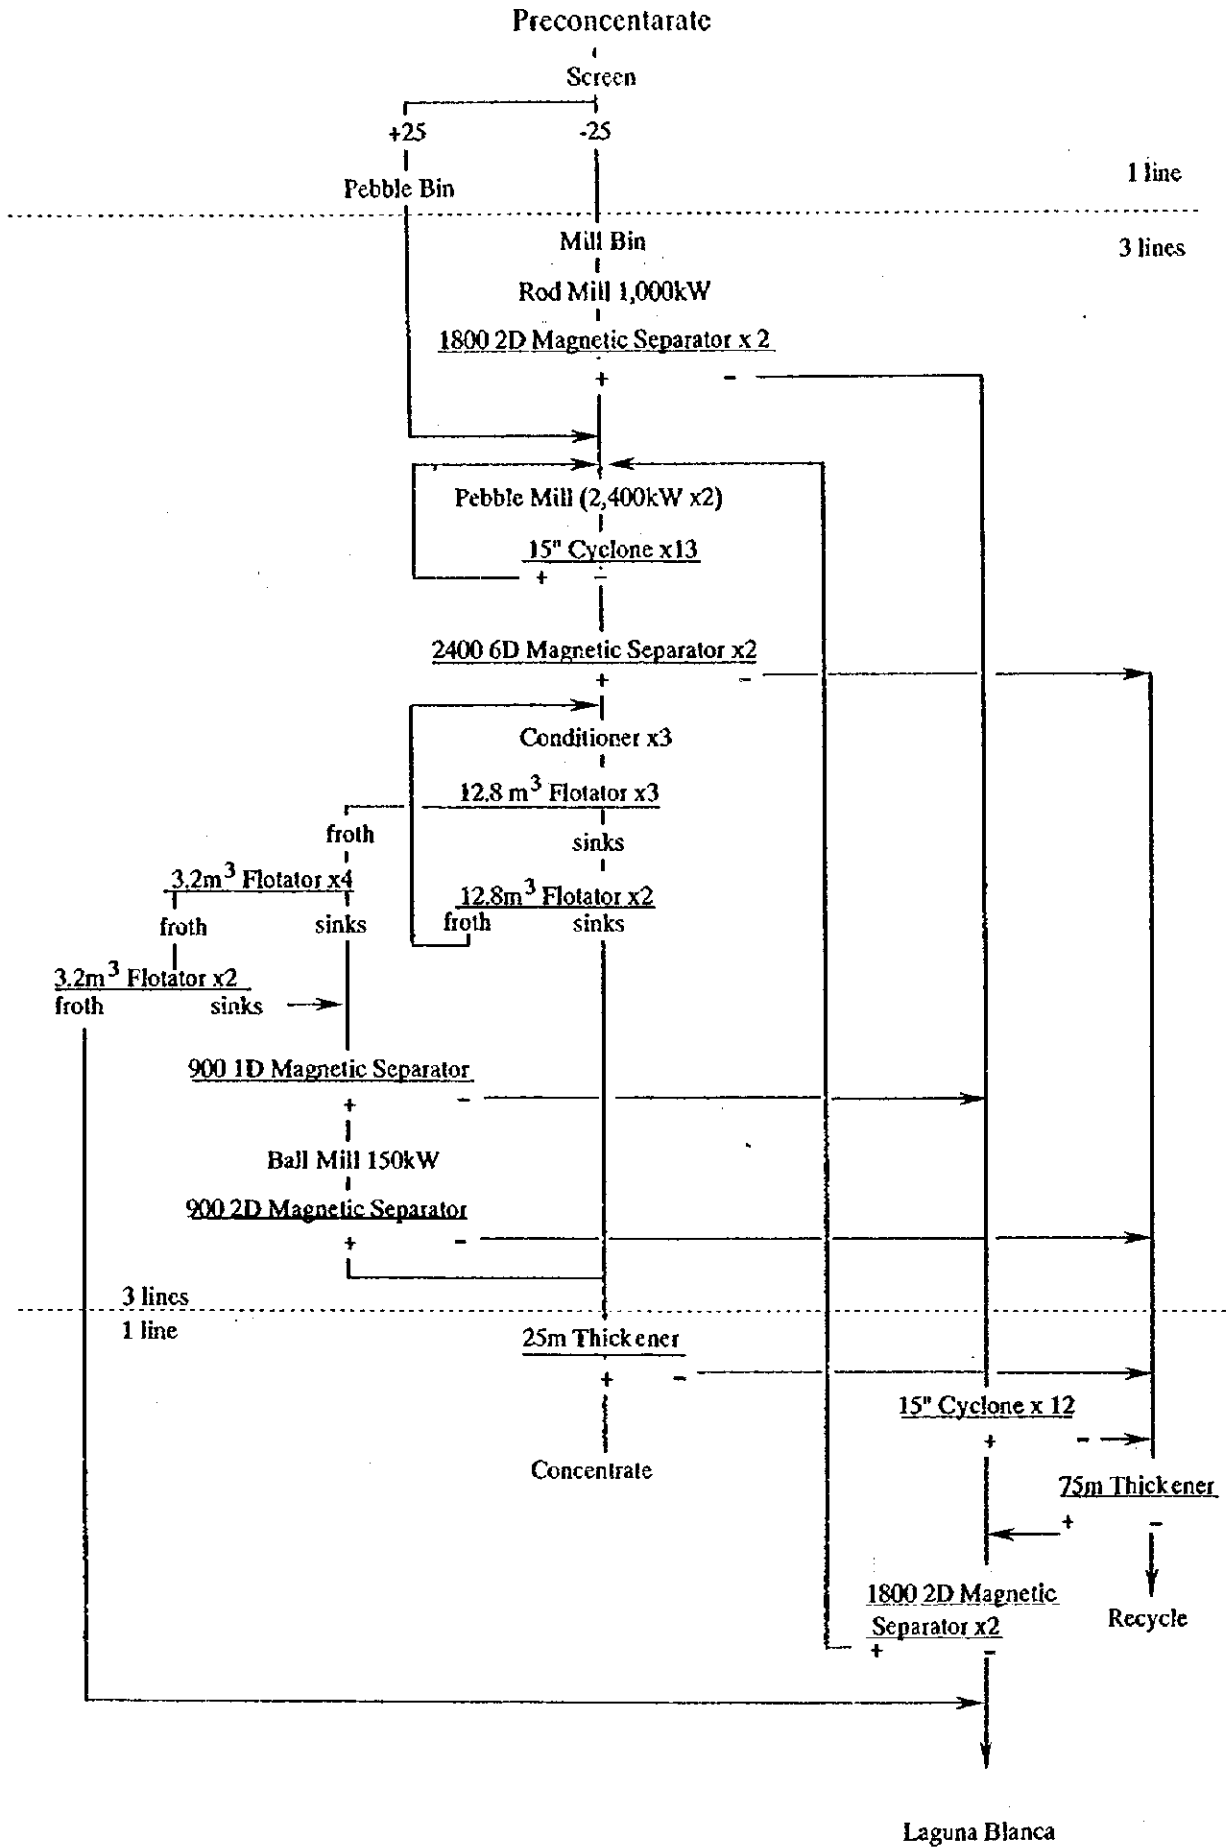 Preconcentarate
Screen
+25
-25
1 line
Pebble Bin
Mill Bin
3 lines
Rod Mill 1,000kW
1800 2D Magnetic Separator x 2
+ -
Pebble Mill (2,400kW x2)
15" Cyclone x13
+ -
2400 6D Magnetic Separator x2
+ -
Conditioner x3
12.8 m³ Flotator x3
froth
sinks
3.2m³ Flotator x4
12.8m³ Flotator x2
froth sinks
froth sinks
3.2m³ Flotator x2
froth sinks
900 1D Magnetic Separator
+ -
Ball Mill 150kW
900 2D Magnetic Separator
+ -
3 lines
1 line
25m Thickener
+ -
15" Cyclone x 12
+ -
Concentrate
75m Thickener
+ -
1800 2D Magnetic
Separator x2
+ -
Recycle
Laguna Blanca